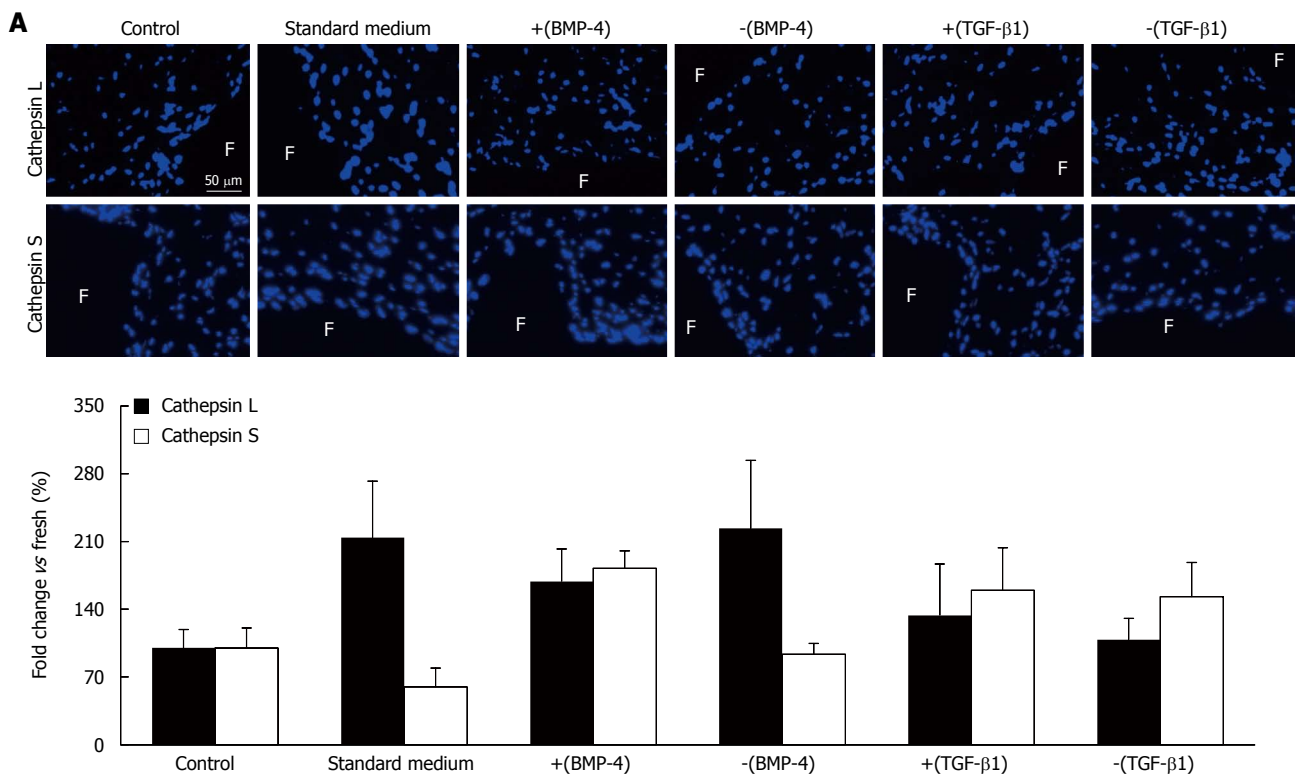 A
Control Standard medium +(BMP-4) -(BMP-4) +(TGF-β1) -(TGF-β1)
Cathepsin L
F
50 μm
F
F
F
F
F
Cathepsin S
F
F
F
F
F
F
350
280
210
140
70
0
Fold change vs fresh (%)
Cathepsin L
Cathepsin S
Control Standard medium +(BMP-4) -(BMP-4) +(TGF-β1) -(TGF-β1)